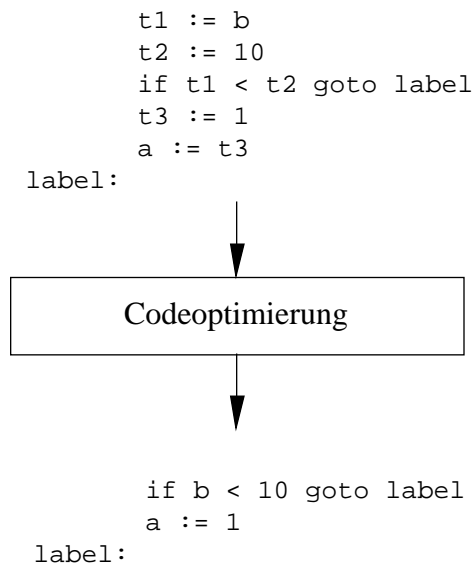 t1 := b
t2 := 10
if t1 < t2 goto label
t3 := 1
a := t3
label:
Codeoptimierung
if b < 10 goto label
a := 1
label: